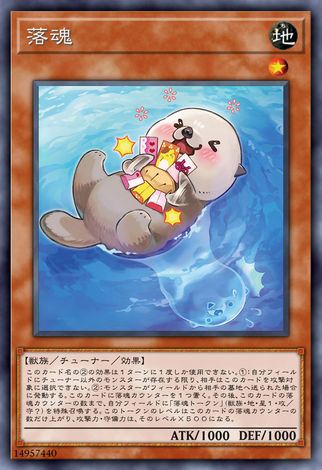 落魂
地
ち
【獣族／チューナー／効果】
このカード名の②の効果は１ターンに１度しか使用できない。①：自分フィー
ルドにチューナー以外のモンスターが存在する限り、相手はこのカードを攻撃対
象に選択できない。②：モンスターがフィールドから相手の墓地へ送られた場合
に発動する。このカードに落魂カウンターを１つ置く。その後、このカードの落
魂カウンターの数まで、自分フィールドに「落魂トークン」（獣族・地・星１・攻／
守？）を特殊召喚する。このトークンのレベルはこのカードの落魂カウンター
の数だけ上がり、攻撃力・守備力は、そのレベル×５００になる。
ATK/1000 DEF/1000
14957440